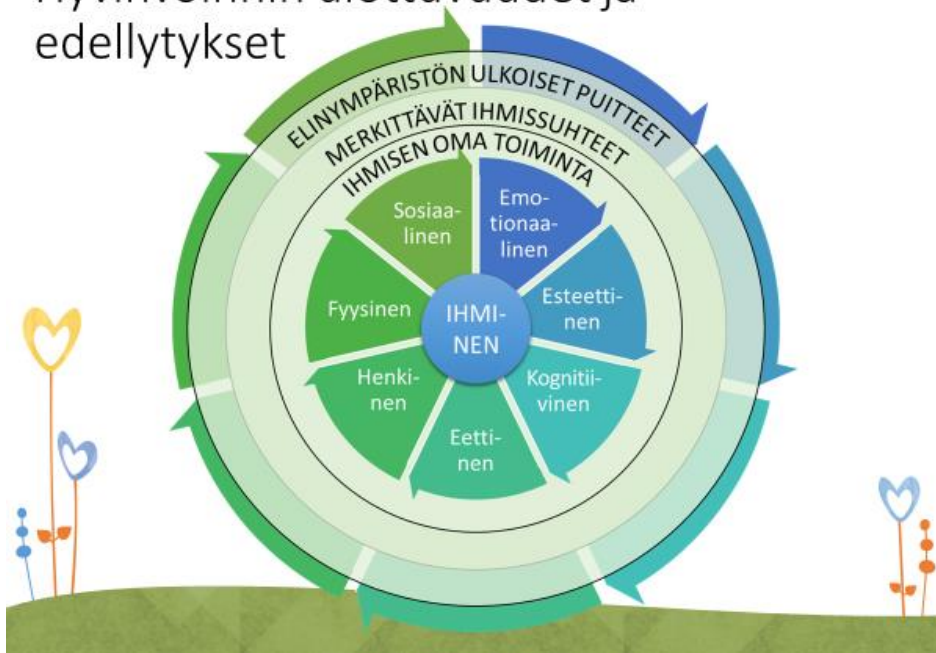 edellytykset
ELINYMPÄRISTÖN ULKOISET PUITTEET
MERKITTÄVÄT IHMISSUHTEET
IHMISEN OMA TOIMINTA
Sosiaa-
linen
Emo-
tionaa-
linen
Fyysinen
IHMI-
NEN
Esteetti-
nen
Henki-
nen
Kognitii-
vinen
Eetti-
nen